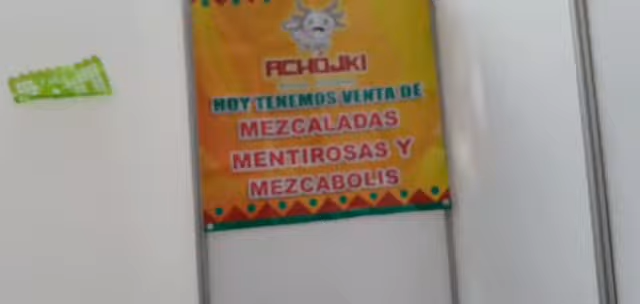 ACHOJKI
HOY TENEMOS VENTA DE
MEZCALADAS
MENTIROSAS Y
MEZCABOLIS